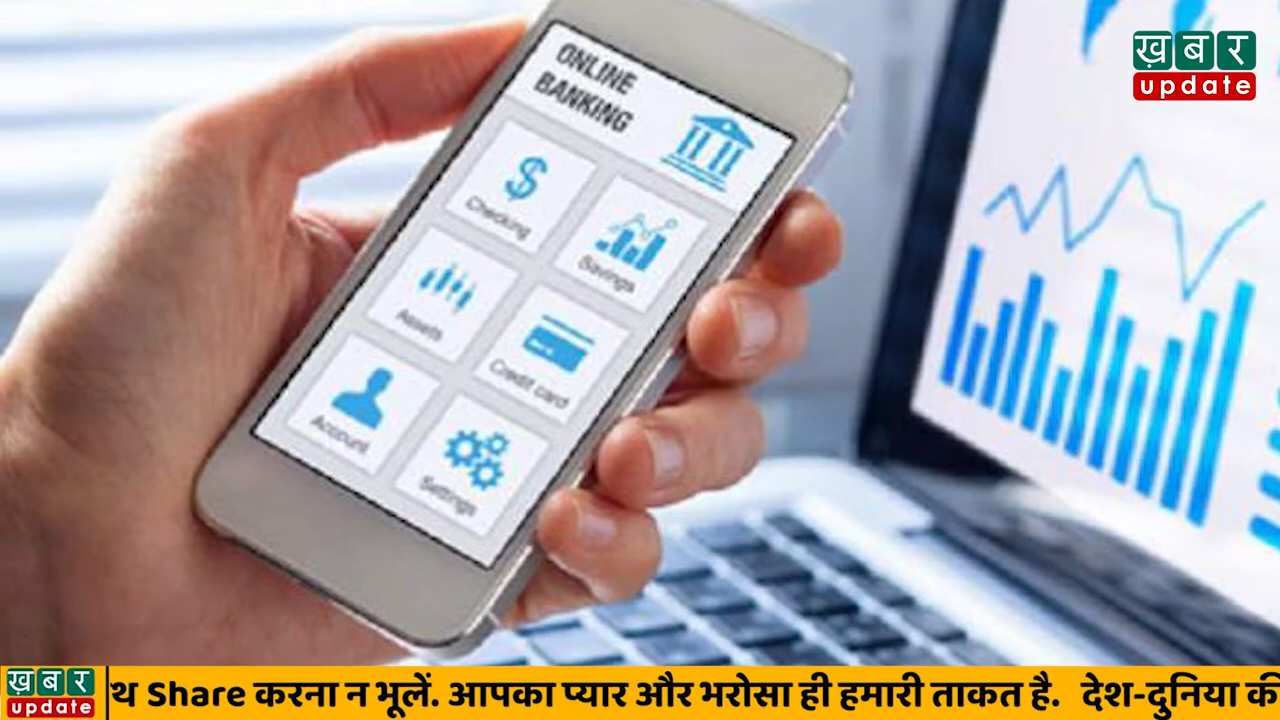 ख़बर
update
ONLINE
BANKING
Checking
Savings
Assets
Credit card
Account
Settings
ख़बर
update
थ Share करना न भूलें. आपका प्यार और भरोसा ही हमारी ताकत है. देश-दुनिया की